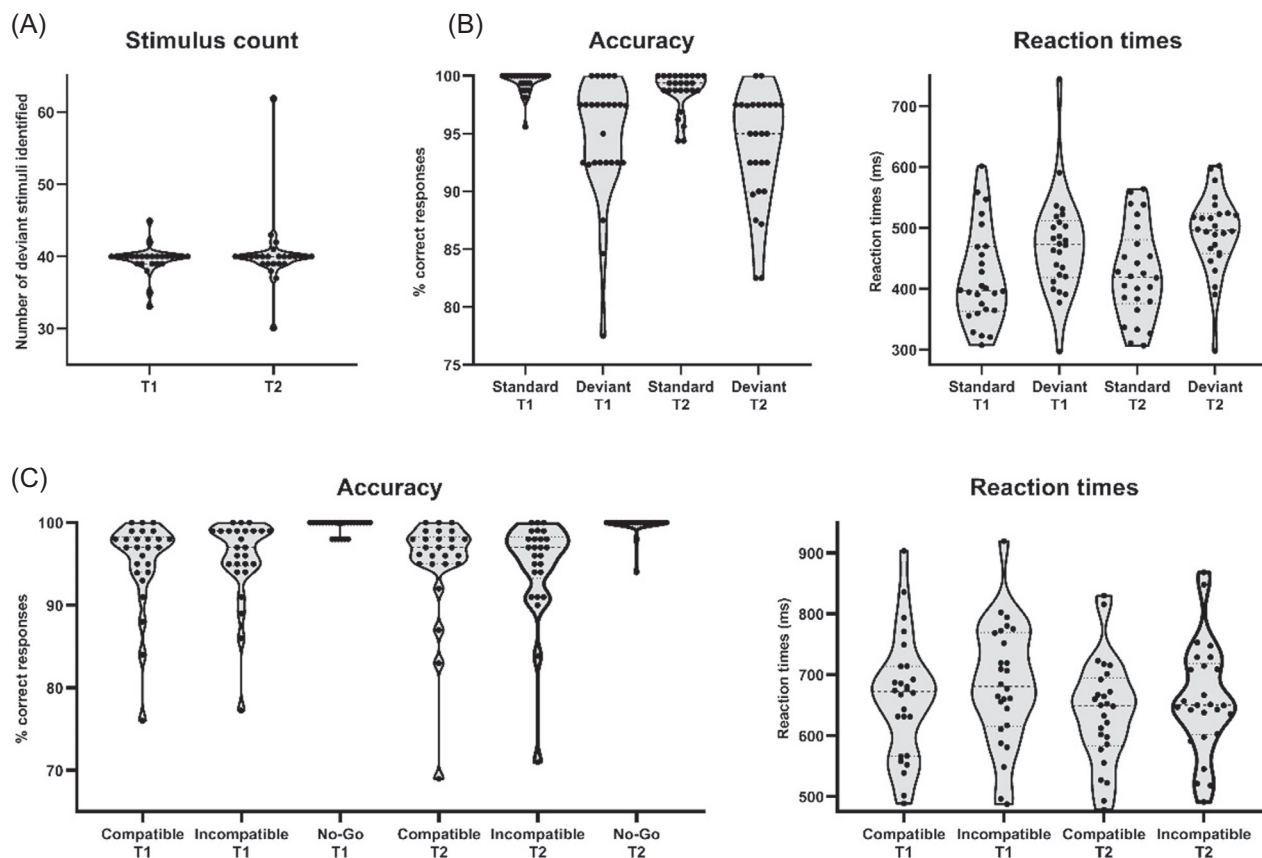 (A)
Stimulus count
Number of deviant stimuli identified
60
50
40
30
T1
T2
(B)
Accuracy
% correct responses
100
95
90
85
80
75
Standard
T1
Deviant
T1
Standard
T2
Deviant
T2
Reaction times
Reaction times (ms)
700
600
500
400
300
Standard
T1
Deviant
T1
Standard
T2
Deviant
T2
(C)
Accuracy
% correct responses
100
90
80
70
Compatible
T1
Incompatible
T1
No-Go
T1
Compatible
T2
Incompatible
T2
No-Go
T2
Reaction times
Reaction times (ms)
900
800
700
600
500
Compatible
T1
Incompatible
T1
Compatible
T2
Incompatible
T2